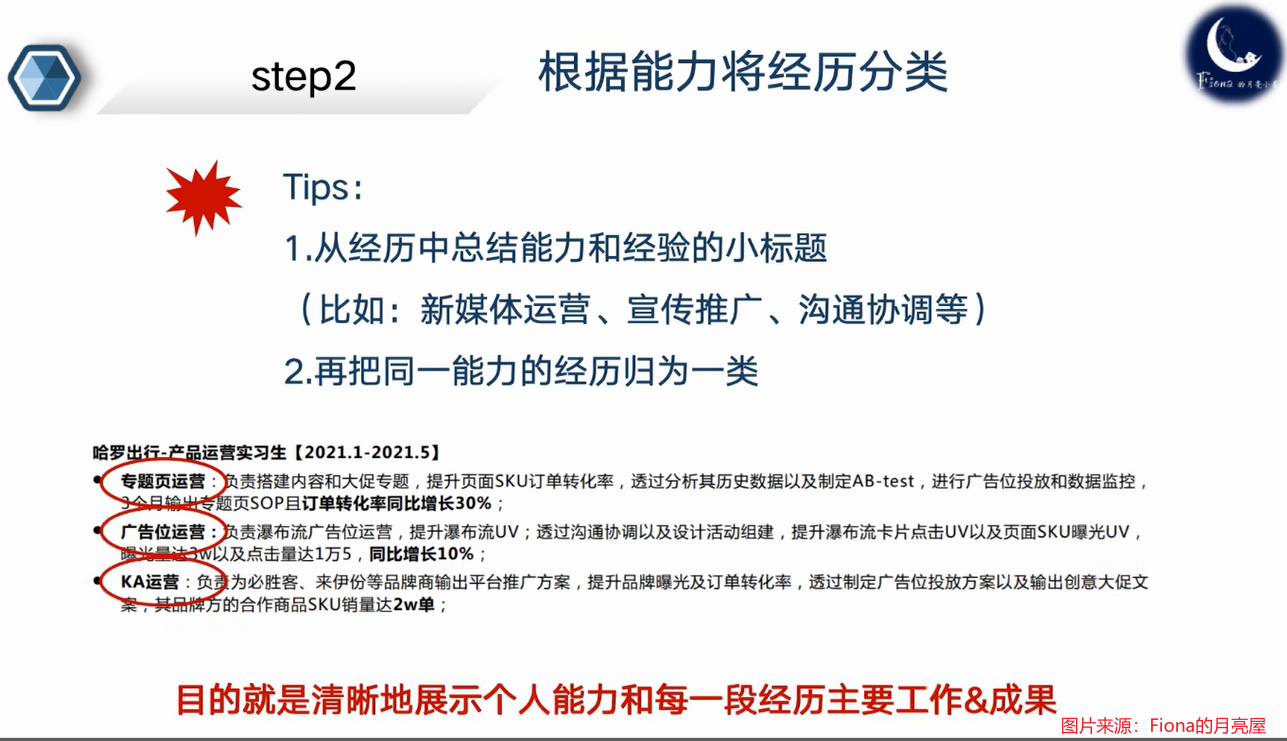 step2
根据能力将经历分类
Fiona 的月亮小
Tips：
1.从经历中总结能力和经验的小标题
（比如：新媒体运营、宣传推广、沟通协调等）
2.再把同一能力的经历归为一类
哈罗出行-产品运营实习生【2021.1-2021.5】
• 专题页运营：负责搭建内容和大促专题，提升页面SKU订单转化率，透过分析其历史数据以及制定AB-test，进行广告位投放和数据监控，
3个月输出专题页SOP且订单转化率同比增长30%；
• 广告位运营：负责瀑布流广告位运营，提升瀑布流UV；透过沟通协调以及设计活动组建，提升瀑布流卡片点击UV以及页面SKU曝光UV，
曝光量达3w以及点击量达1万5，同比增长10%；
• KA运营：负责为必胜客、来伊份等品牌商输出平台推广方案，提升品牌曝光及订单转化率，透过制定广告位投放方案以及输出创意大促文
案，其品牌方的合作商品SKU销量达2w单；
目的就是清晰地展示个人能力和每一段经历主要工作&成果
图片来源：Fiona的月亮屋